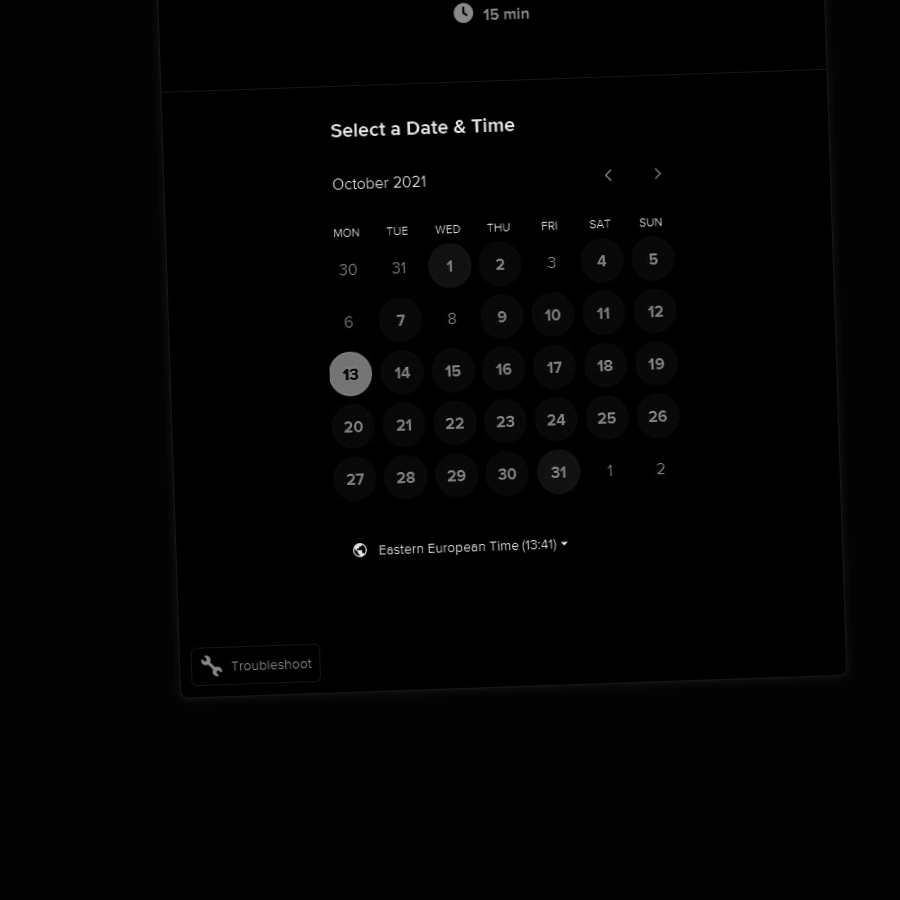 15 min
Select a Date & Time
October 2021
MON TUE WED THU FRI SAT SUN
30 31 1 2 3 4 5
6 7 8 9 10 11 12
13 14 15 16 17 18 19
20 21 22 23 24 25 26
27 28 29 30 31 1 2
Eastern European Time (13:41)
Troubleshoot